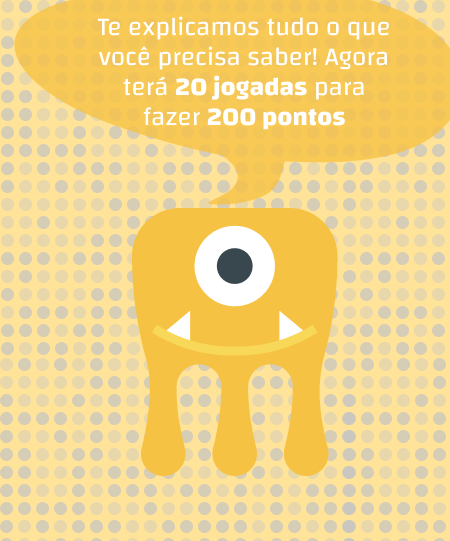 Te explicamos tudo o que
você precisa saber! Agora
terá 20 jogadas para
fazer 200 pontos